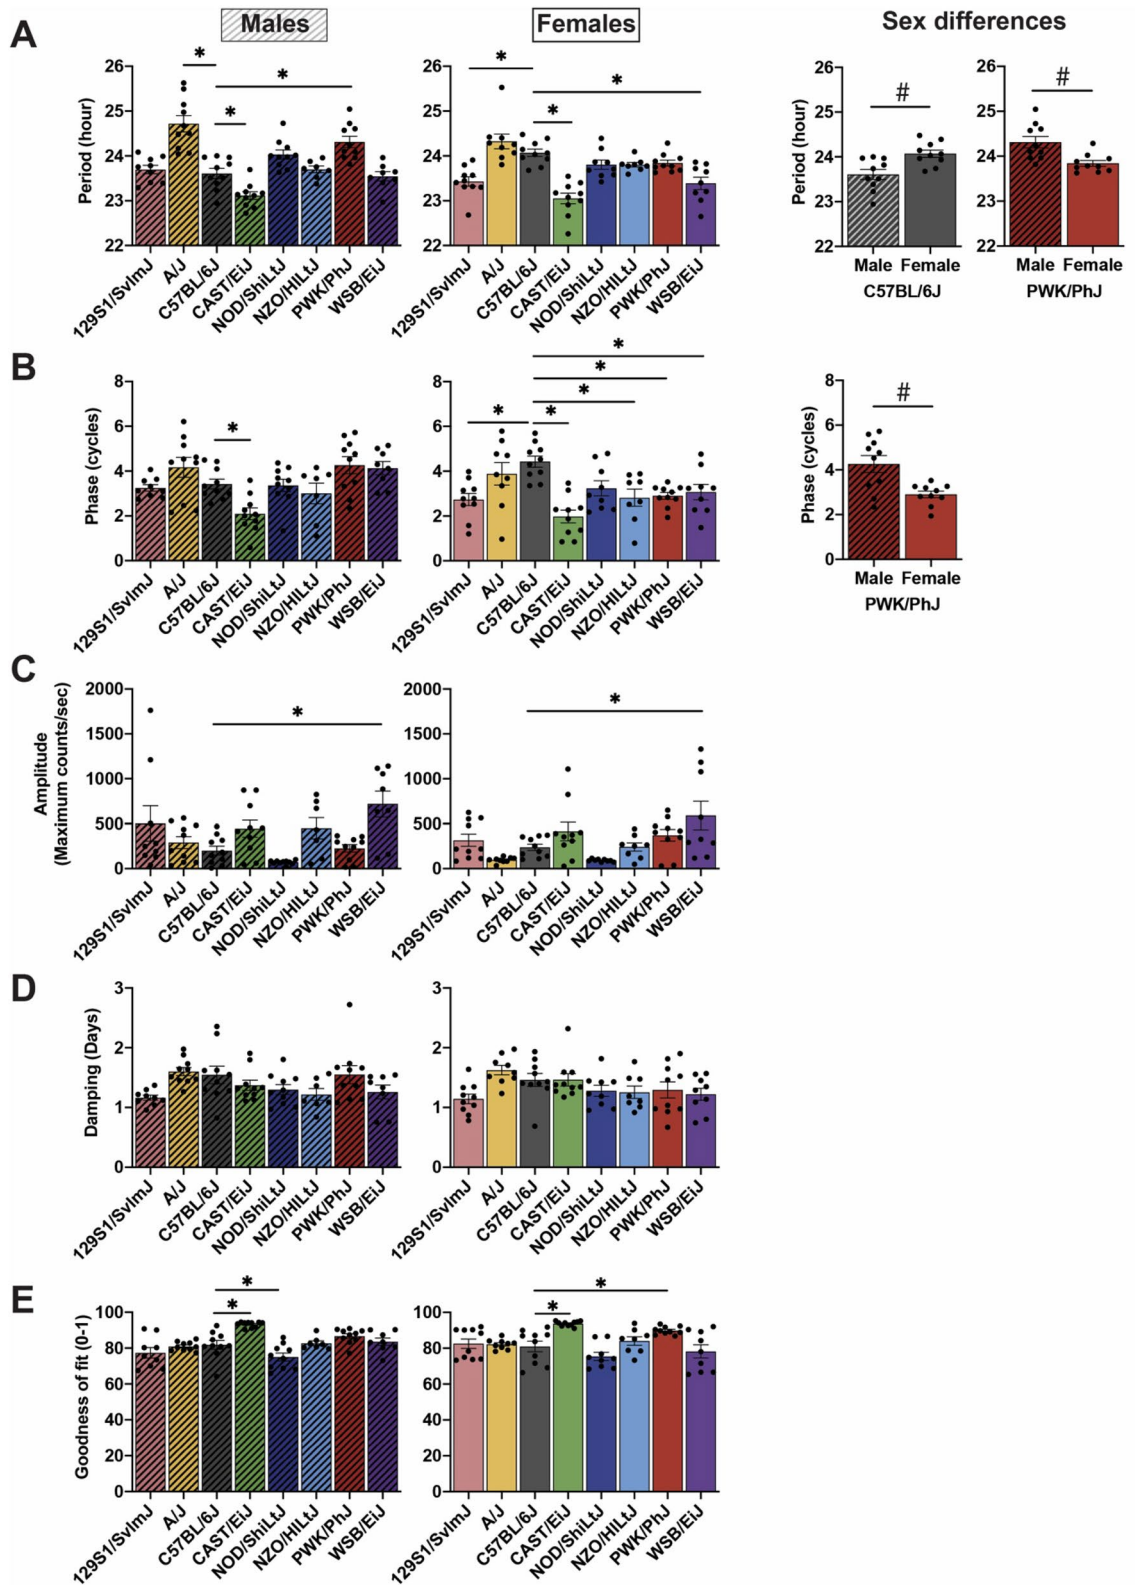 Males
Females
Sex differences
A
Period (hour)
26
25
24
23
22
*
*
*
129S1/SvImJ
A/J
C57BL/6J
CAST/EiJ
NOD/ShiLtJ
NZO/HlLtJ
PWK/PhJ
WSB/EiJ
Period (hour)
26
25
24
23
22
*
*
*
129S1/SvImJ
A/J
C57BL/6J
CAST/EiJ
NOD/ShiLtJ
NZO/HlLtJ
PWK/PhJ
WSB/EiJ
Period (hour)
26
25
24
23
22
#
Male Female
C57BL/6J
26
25
24
23
22
#
Male Female
PWK/PhJ
B
Phase (cycles)
8
6
4
2
0
*
129S1/SvImJ
A/J
C57BL/6J
CAST/EiJ
NOD/ShiLtJ
NZO/HlLtJ
PWK/PhJ
WSB/EiJ
8
6
4
2
0
*
*
*
*
*
129S1/SvImJ
A/J
C57BL/6J
CAST/EiJ
NOD/ShiLtJ
NZO/HlLtJ
PWK/PhJ
WSB/EiJ
Phase (cycles)
8
6
4
2
0
#
Male Female
PWK/PhJ
C
Amplitude
(Maximum counts/sec)
2000
1500
1000
500
0
*
129S1/SvImJ
A/J
C57BL/6J
CAST/EiJ
NOD/ShiLtJ
NZO/HlLtJ
PWK/PhJ
WSB/EiJ
2000
1500
1000
500
0
*
129S1/SvImJ
A/J
C57BL/6J
CAST/EiJ
NOD/ShiLtJ
NZO/HlLtJ
PWK/PhJ
WSB/EiJ
D
Damping (Days)
3
2
1
0
129S1/SvImJ
A/J
C57BL/6J
CAST/EiJ
NOD/ShiLtJ
NZO/HlLtJ
PWK/PhJ
WSB/EiJ
3
2
1
0
129S1/SvImJ
A/J
C57BL/6J
CAST/EiJ
NOD/ShiLtJ
NZO/HlLtJ
PWK/PhJ
WSB/EiJ
E
Goodness of fit (0-1)
100
80
60
40
20
0
*
*
129S1/SvImJ
A/J
C57BL/6J
CAST/EiJ
NOD/ShiLtJ
NZO/HlLtJ
PWK/PhJ
WSB/EiJ
100
80
60
40
20
0
*
*
129S1/SvImJ
A/J
C57BL/6J
CAST/EiJ
NOD/ShiLtJ
NZO/HlLtJ
PWK/PhJ
WSB/EiJ